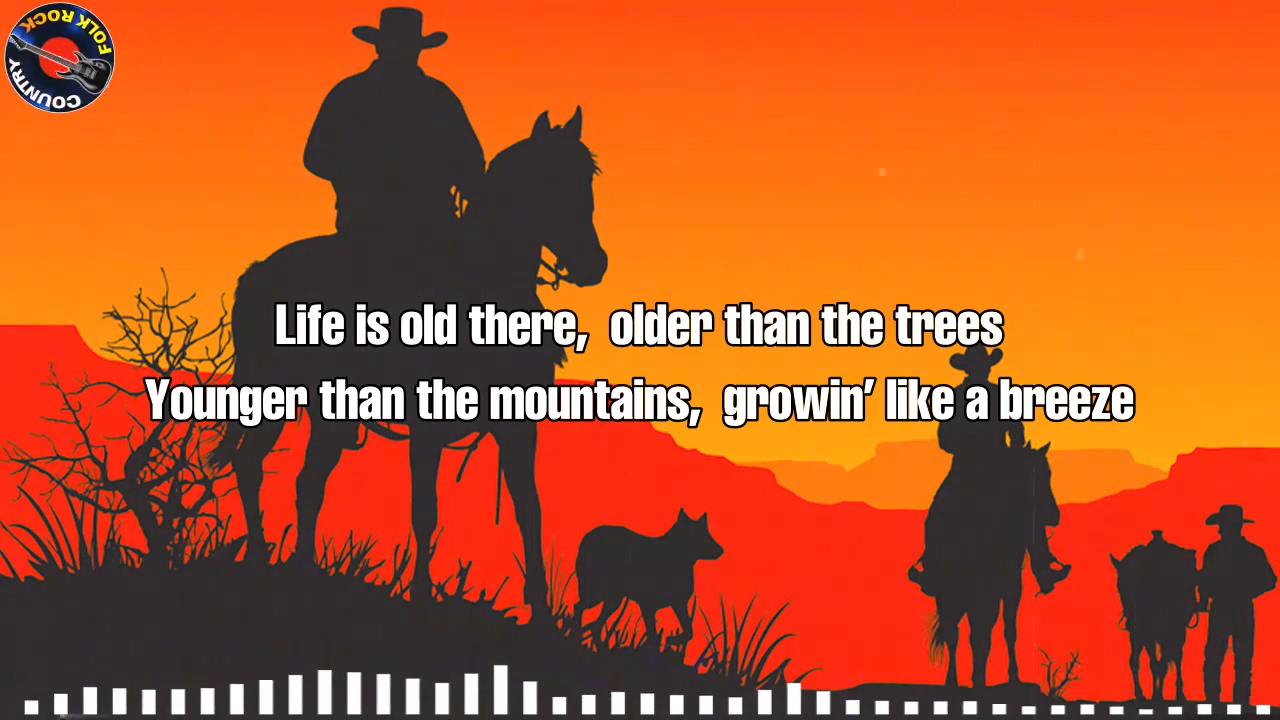 FOLK ROCK
COUNTRY
Life is old there, older than the trees
Younger than the mountains, growin’ like a breeze